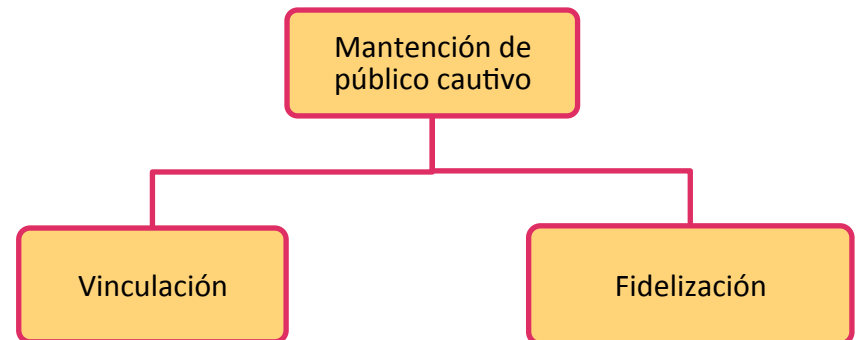 Mantención de
público cautivo
Vinculación
Fidelización